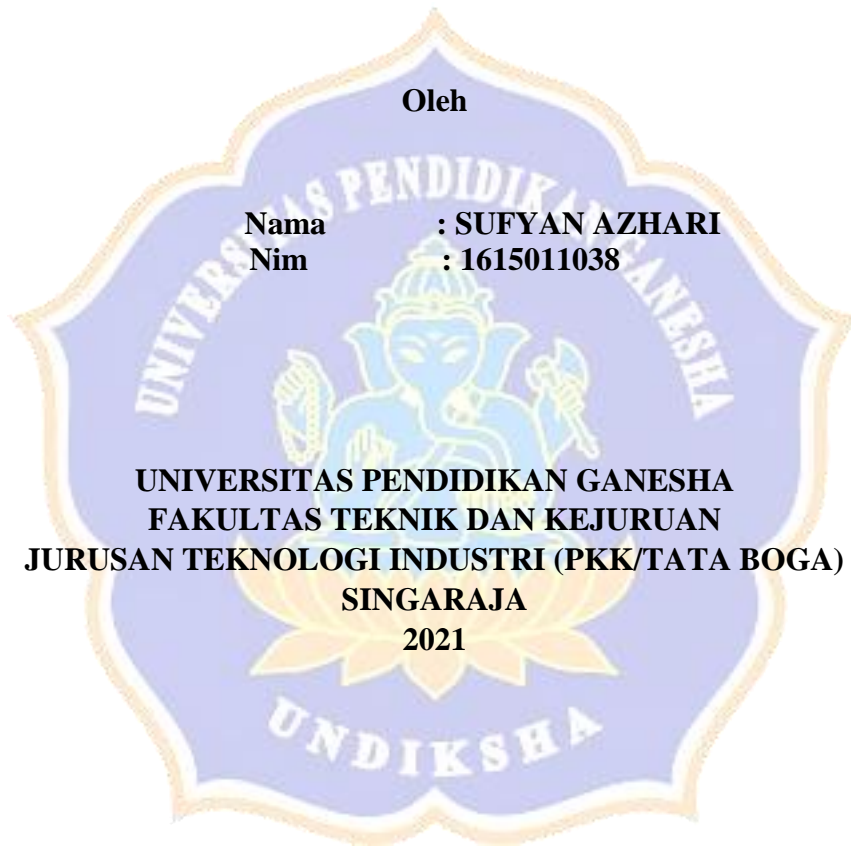 Oleh
UNIVERSITAS PENDIDIKAN GANESHA
Nama : SUFYAN AZHARI
Nim : 1615011038
UNIVERSITAS PENDIDIKAN GANESHA
FAKULTAS TEKNIK DAN KEJURUAN
JURUSAN TEKNOLOGI INDUSTRI (PKK/TATA BOGA)
SINGARAJA
2021
UNDIKSHA